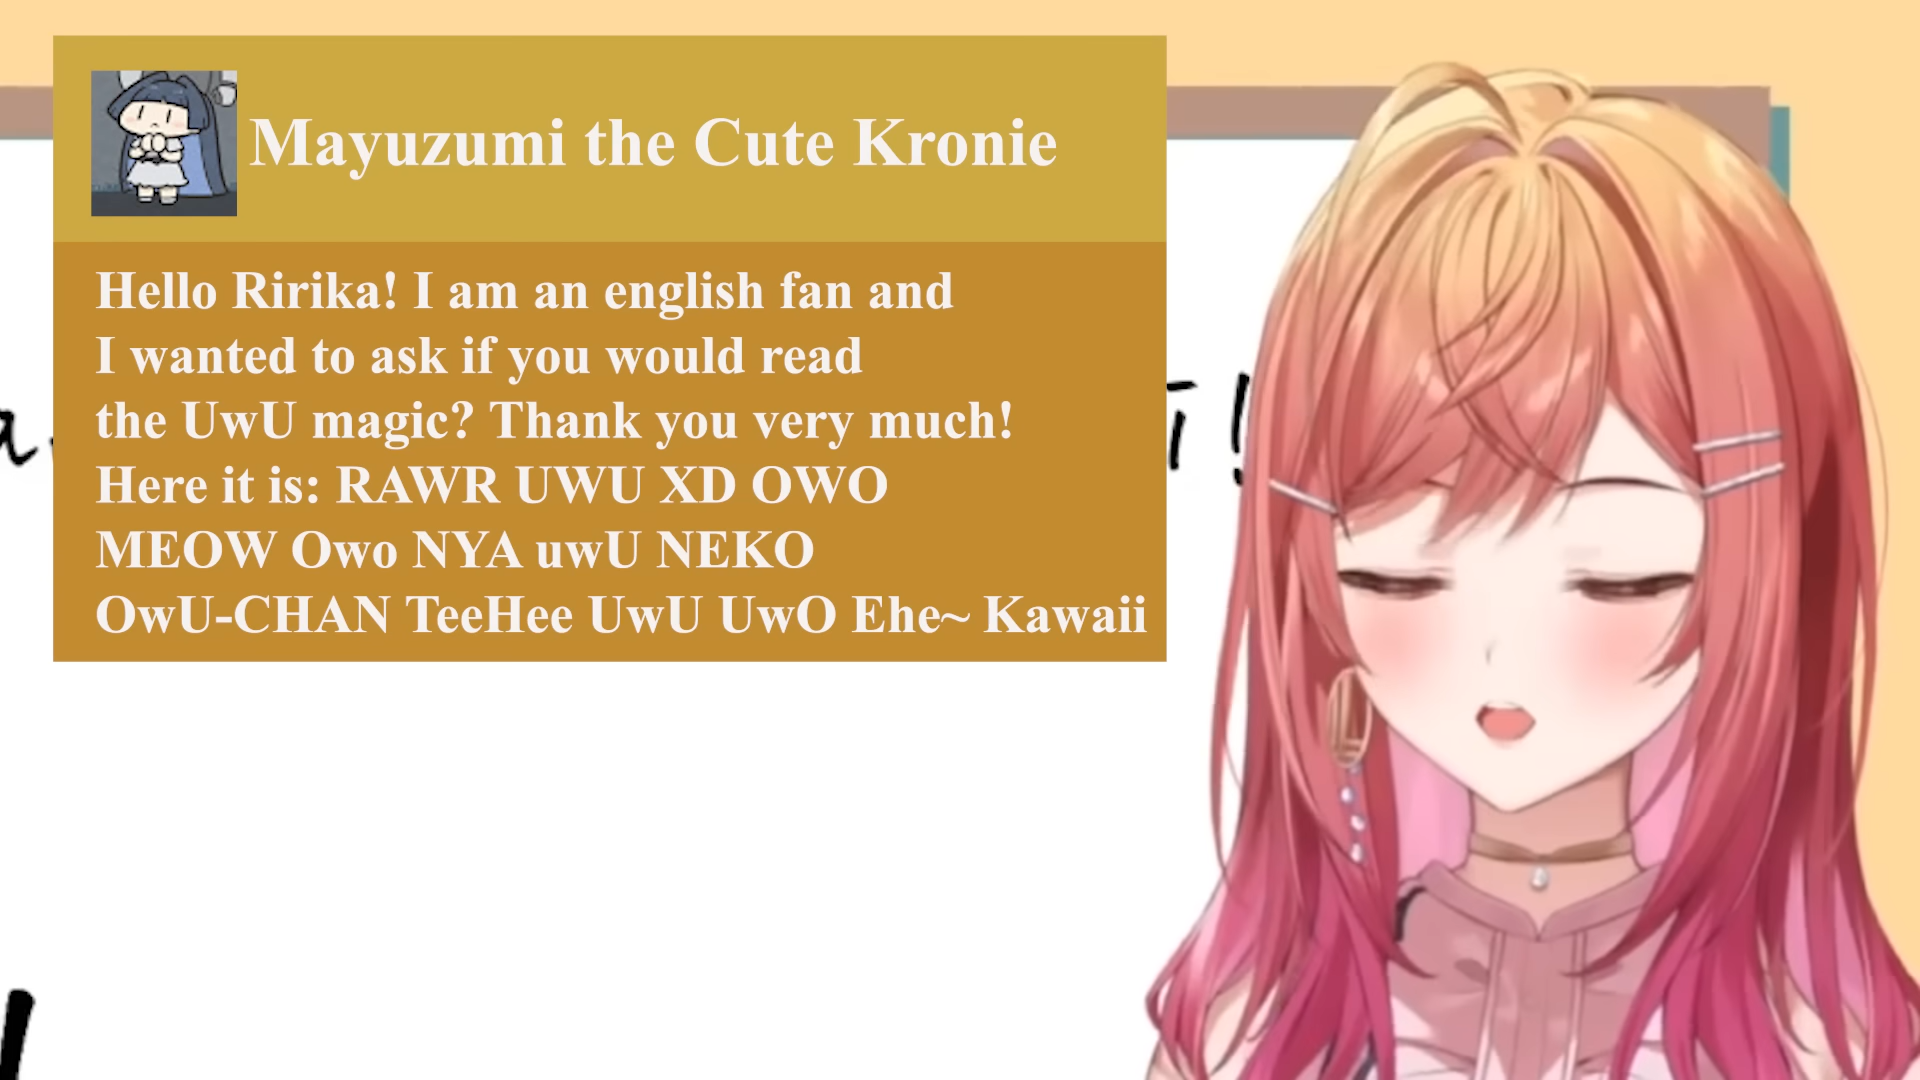 Mayuzumi the Cute Kronie
Hello Ririka! I am an english fan and
I wanted to ask if you would read
the UwU magic? Thank you very much!
Here it is: RAWR UWU XD OWO
MEOW Owo NYA uwU NEKO
OwU-CHAN TeeHee UwU UwO Ehe~ Kawaii